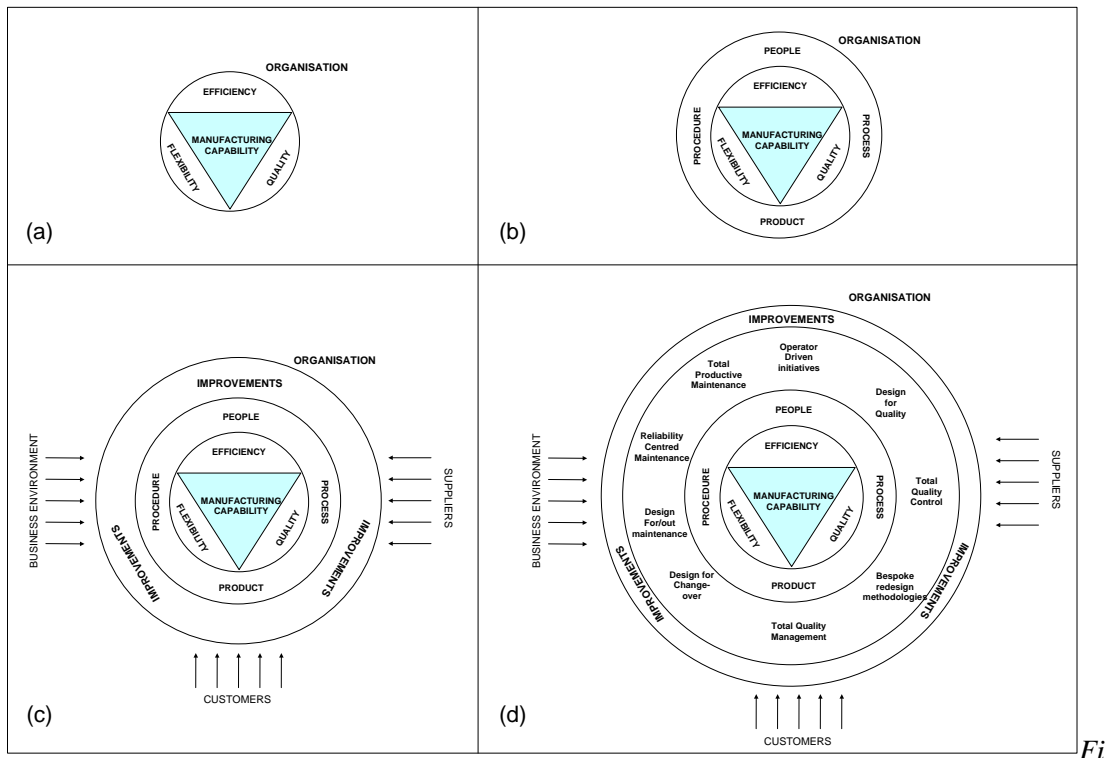 ORGANISATION
EFFICIENCY
MANUFACTURING
CAPABILITY
FLEXIBILITY
QUALITY
(a)
ORGANISATION
PEOPLE
EFFICIENCY
PROCEDURE
MANUFACTURING
CAPABILITY
PROCESS
FLEXIBILITY
QUALITY
PRODUCT
(b)
ORGANISATION
IMPROVEMENTS
PEOPLE
EFFICIENCY
BUSINESS ENVIRONMENT
PROCEDURE
MANUFACTURING
CAPABILITY
PROCESS
SUPPLIERS
FLEXIBILITY
QUALITY
IMPROVEMENTS
IMPROVEMENTS
PRODUCT
CUSTOMERS
(c)
ORGANISATION
IMPROVEMENTS
Operator
Driven
initiatives
Total
Productive
Maintenance
Design
for
Quality
PEOPLE
Reliability
Centred
Maintenance
EFFICIENCY
BUSINESS ENVIRONMENT
PROCEDURE
MANUFACTURING
CAPABILITY
PROCESS
Total
Quality
Control
SUPPLIERS
Design
For/out
maintenance
FLEXIBILITY
QUALITY
Design for
Change-
over
PRODUCT
Bespoke
redesign
methodologies
IMPROVEMENTS
IMPROVEMENTS
Total Quality
Management
CUSTOMERS
(d)
Fi